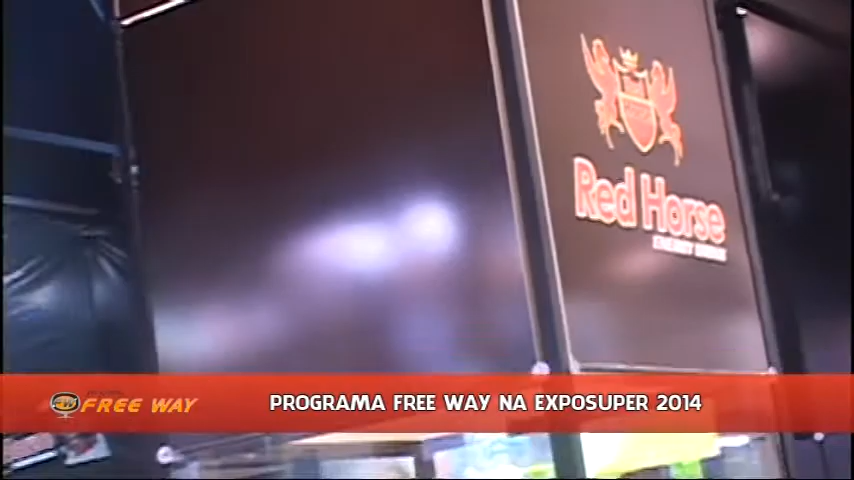 Red Horse
ENERGY DRINK
FREE WAY
PROGRAMA FREE WAY NA EXPOSUPER 2014